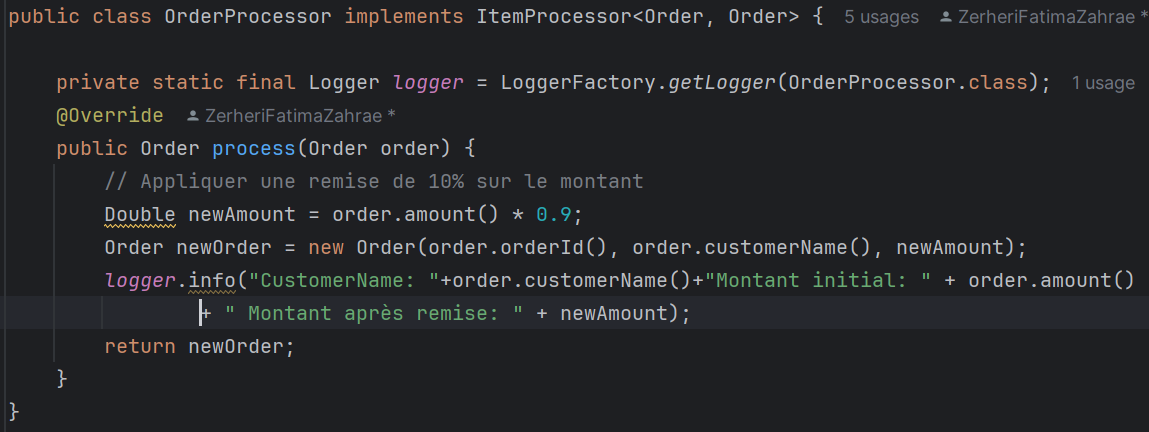 public class OrderProcessor implements ItemProcessor<Order, Order> { 5 usages ZerheriFatimaZahrae *
private static final Logger logger = LoggerFactory.getLogger(OrderProcessor.class); 1 usage
@Override ZerheriFatimaZahrae *
public Order process(Order order) {
// Appliquer une remise de 10% sur le montant
Double newAmount = order.amount() * 0.9;
Order newOrder = new Order(order.orderId(), order.customerName(), newAmount);
logger.info("CustomerName: "+order.customerName()+"Montant initial: " + order.amount()
+ " Montant après remise: " + newAmount);
return newOrder;
}
}